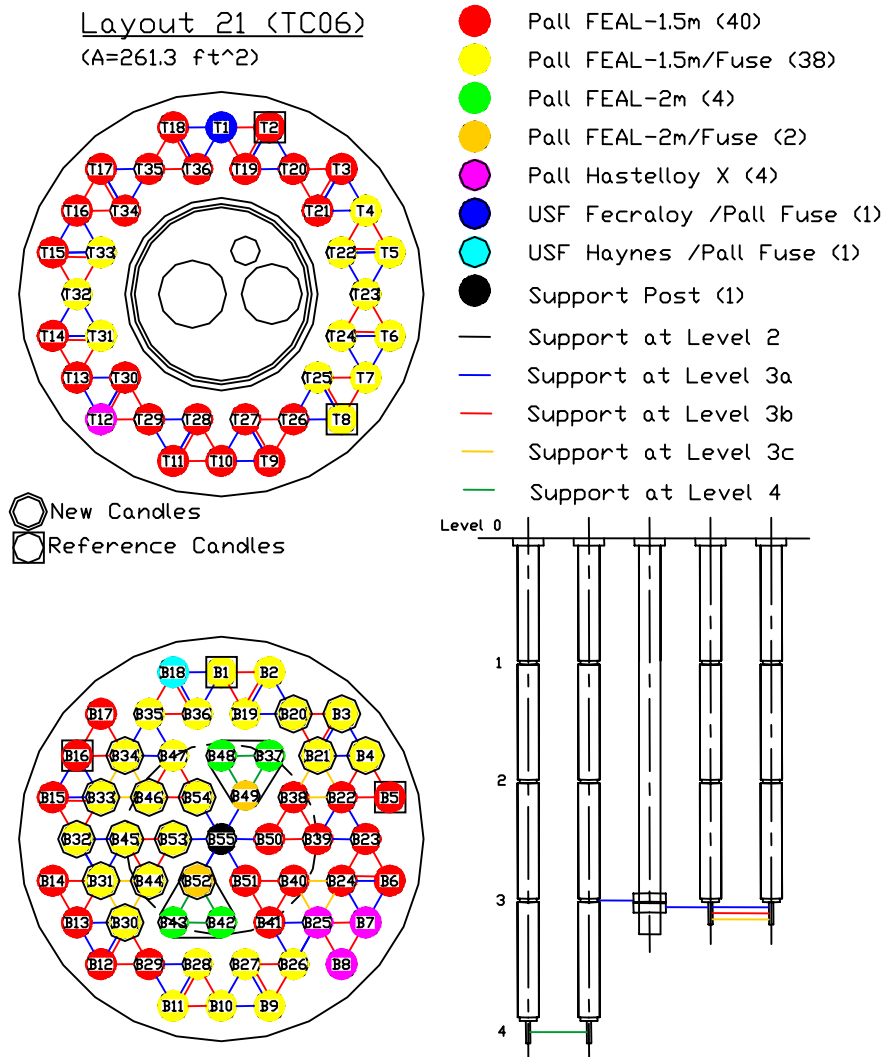 Layout 21 (TC06)
(A=261.3 ft^2)
Pall FEAL-1.5m (40)
Pall FEAL-1.5m/Fuse (38)
Pall FEAL-2m (4)
Pall FEAL-2m/Fuse (2)
Pall Hastelloy X (4)
USF Fecraloy /Pall Fuse (1)
USF Haynes /Pall Fuse (1)
Support Post (1)
Support at Level 2
Support at Level 3a
Support at Level 3b
Support at Level 3c
Support at Level 4
T18 T1 T2
T17 T35 T36 T19 T20 T3
T16 T34 T21 T4
T15 T33 T22 T5
T32 T23
T14 T31 T24 T6
T13 T30 T25 T7
T12 T29 T28 T27 T26 T8
T11 T10 T9
New Candles
Reference Candles
Level 0
1
2
3
4
B18 B1 B2
B17 B35 B36 B19 B20 B3
B16 B34 B47 B48 B37 B21 B4
B15 B33 B46 B54 B49 B38 B22 B5
B32 B45 B53 B55 B50 B39 B23
B14 B31 B44 B52 B51 B40 B24 B6
B13 B30 B43 B42 B41 B25 B7
B12 B29 B28 B27 B26 B8
B11 B10 B9